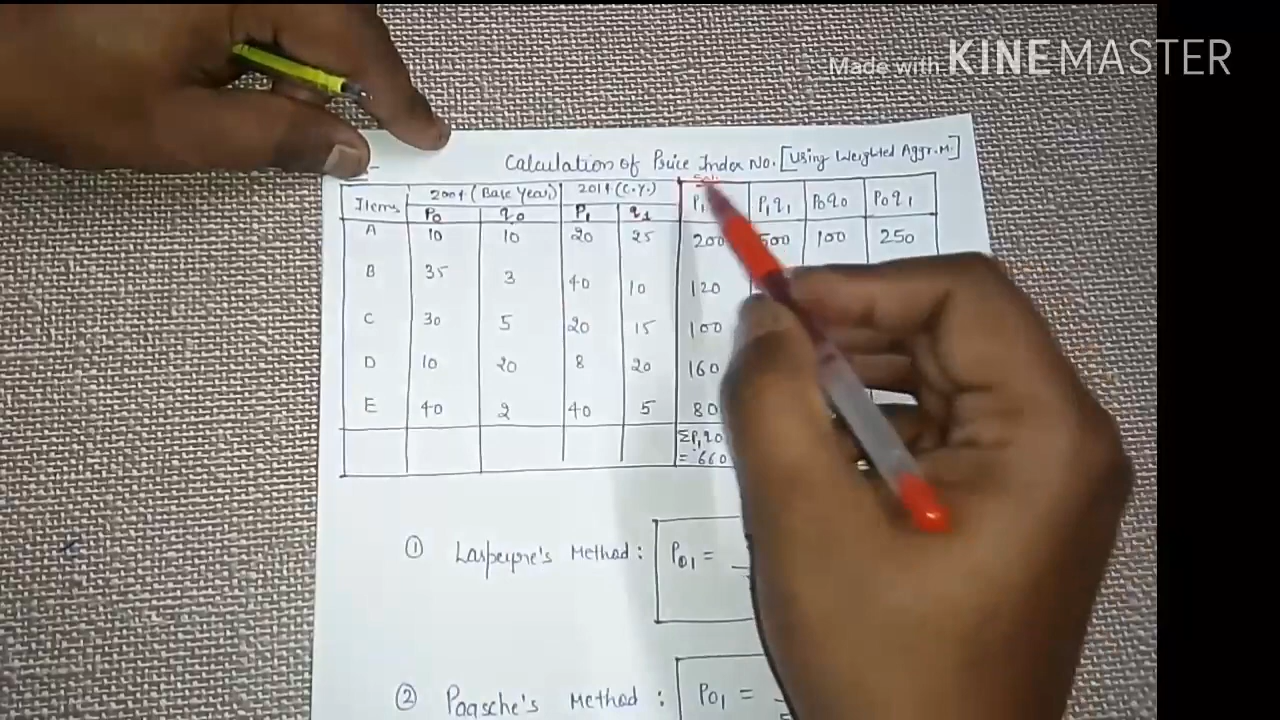 Made with KINEMASTER
Calculation of Price Index No. [Using Weighted Aggr. M.]
Items 2004 (Base Year) 2014 (C.Y.)
P0 q0 P1 q1 P1 P1q1 P0q0 P0q1
A 10 10 20 25 200 500 100 250
B 35 3 40 10 120
C 30 5 20 15 100
D 10 20 8 20 160
E 40 2 40 5 80
ΣP1q0
= 660
① Laspeyre's Method : P01 =
② Paasche's Method : P01 =